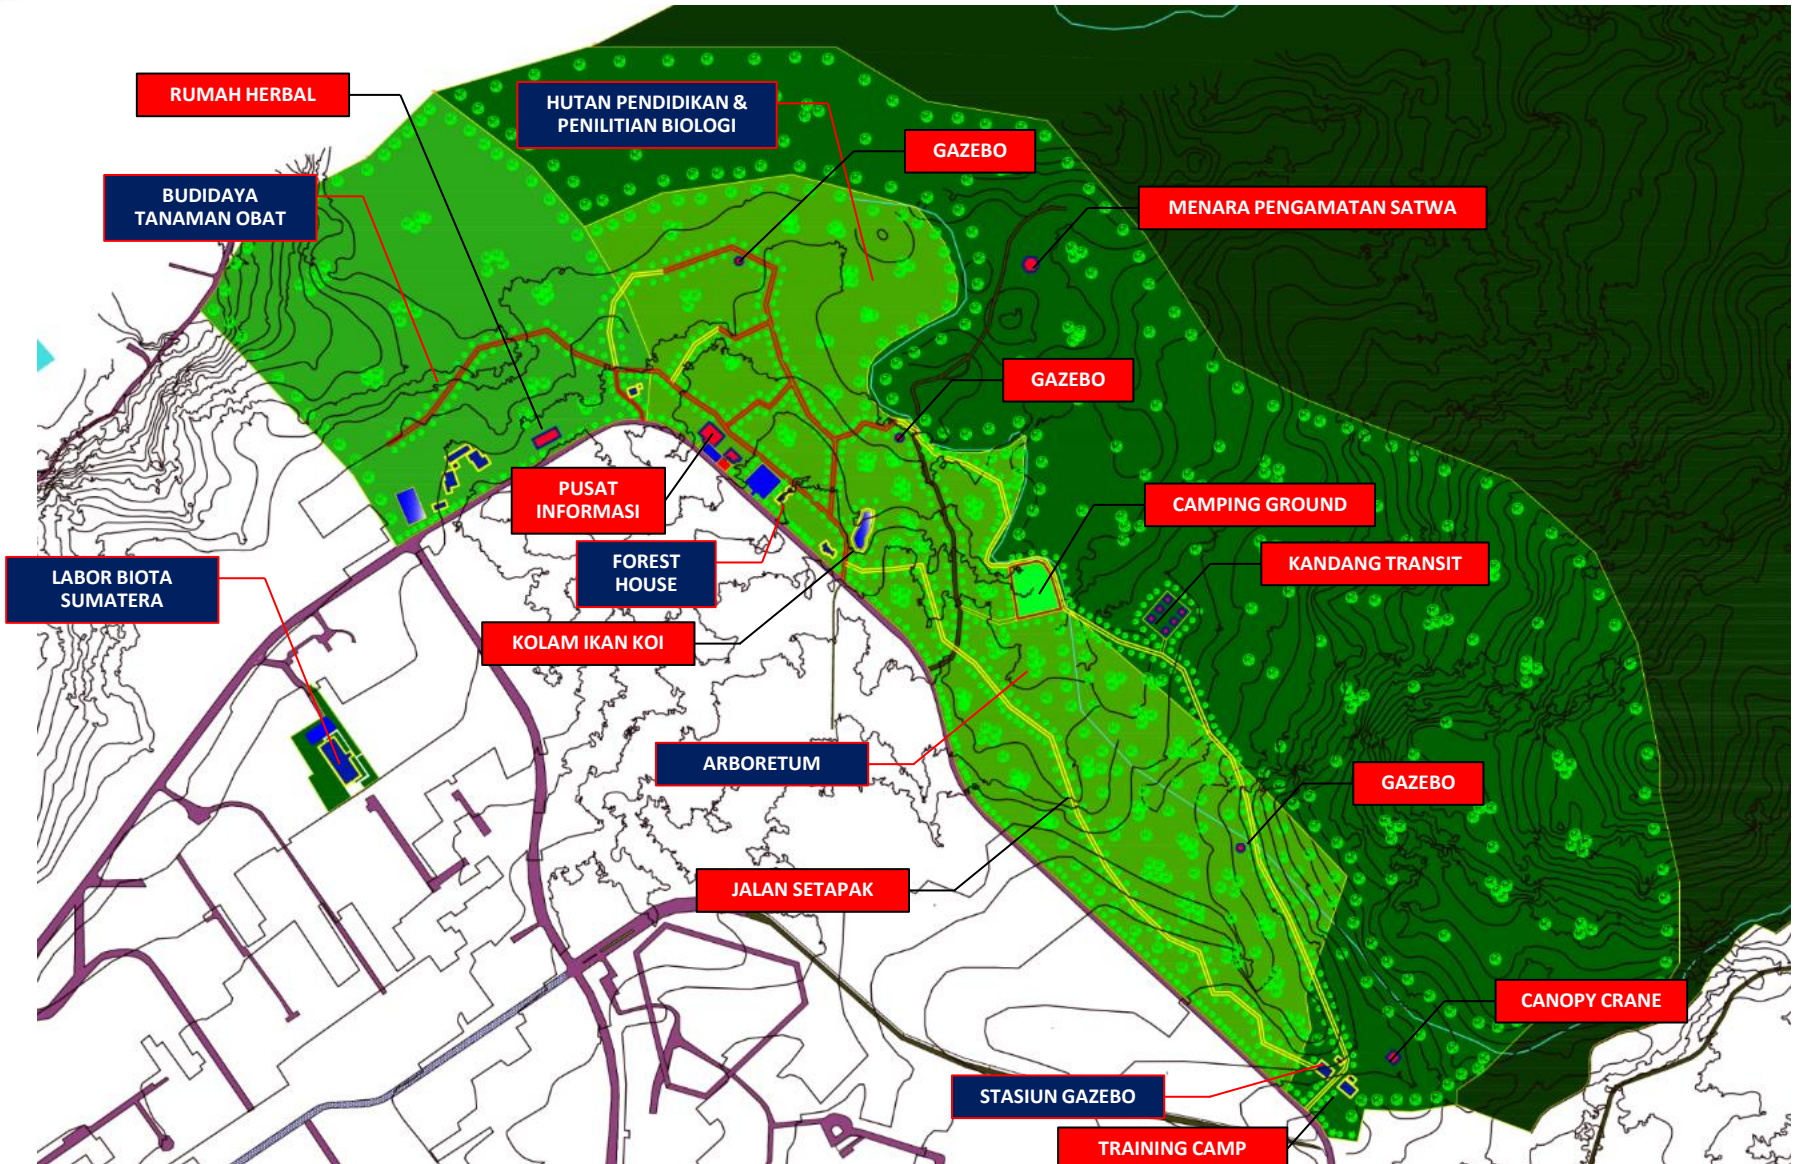 RUMAH HERBAL
HUTAN PENDIDIKAN &
PENILITIAN BIOLOGI
GAZEBO
BUDIDAYA
TANAMAN OBAT
MENARA PENGAMATAN SATWA
GAZEBO
PUSAT
INFORMASI
CAMPING GROUND
FOREST
HOUSE
KANDANG TRANSIT
LABOR BIOTA
SUMATERA
KOLAM IKAN KOI
ARBORETUM
GAZEBO
JALAN SETAPAK
CANOPY CRANE
STASIUN GAZEBO
TRAINING CAMP